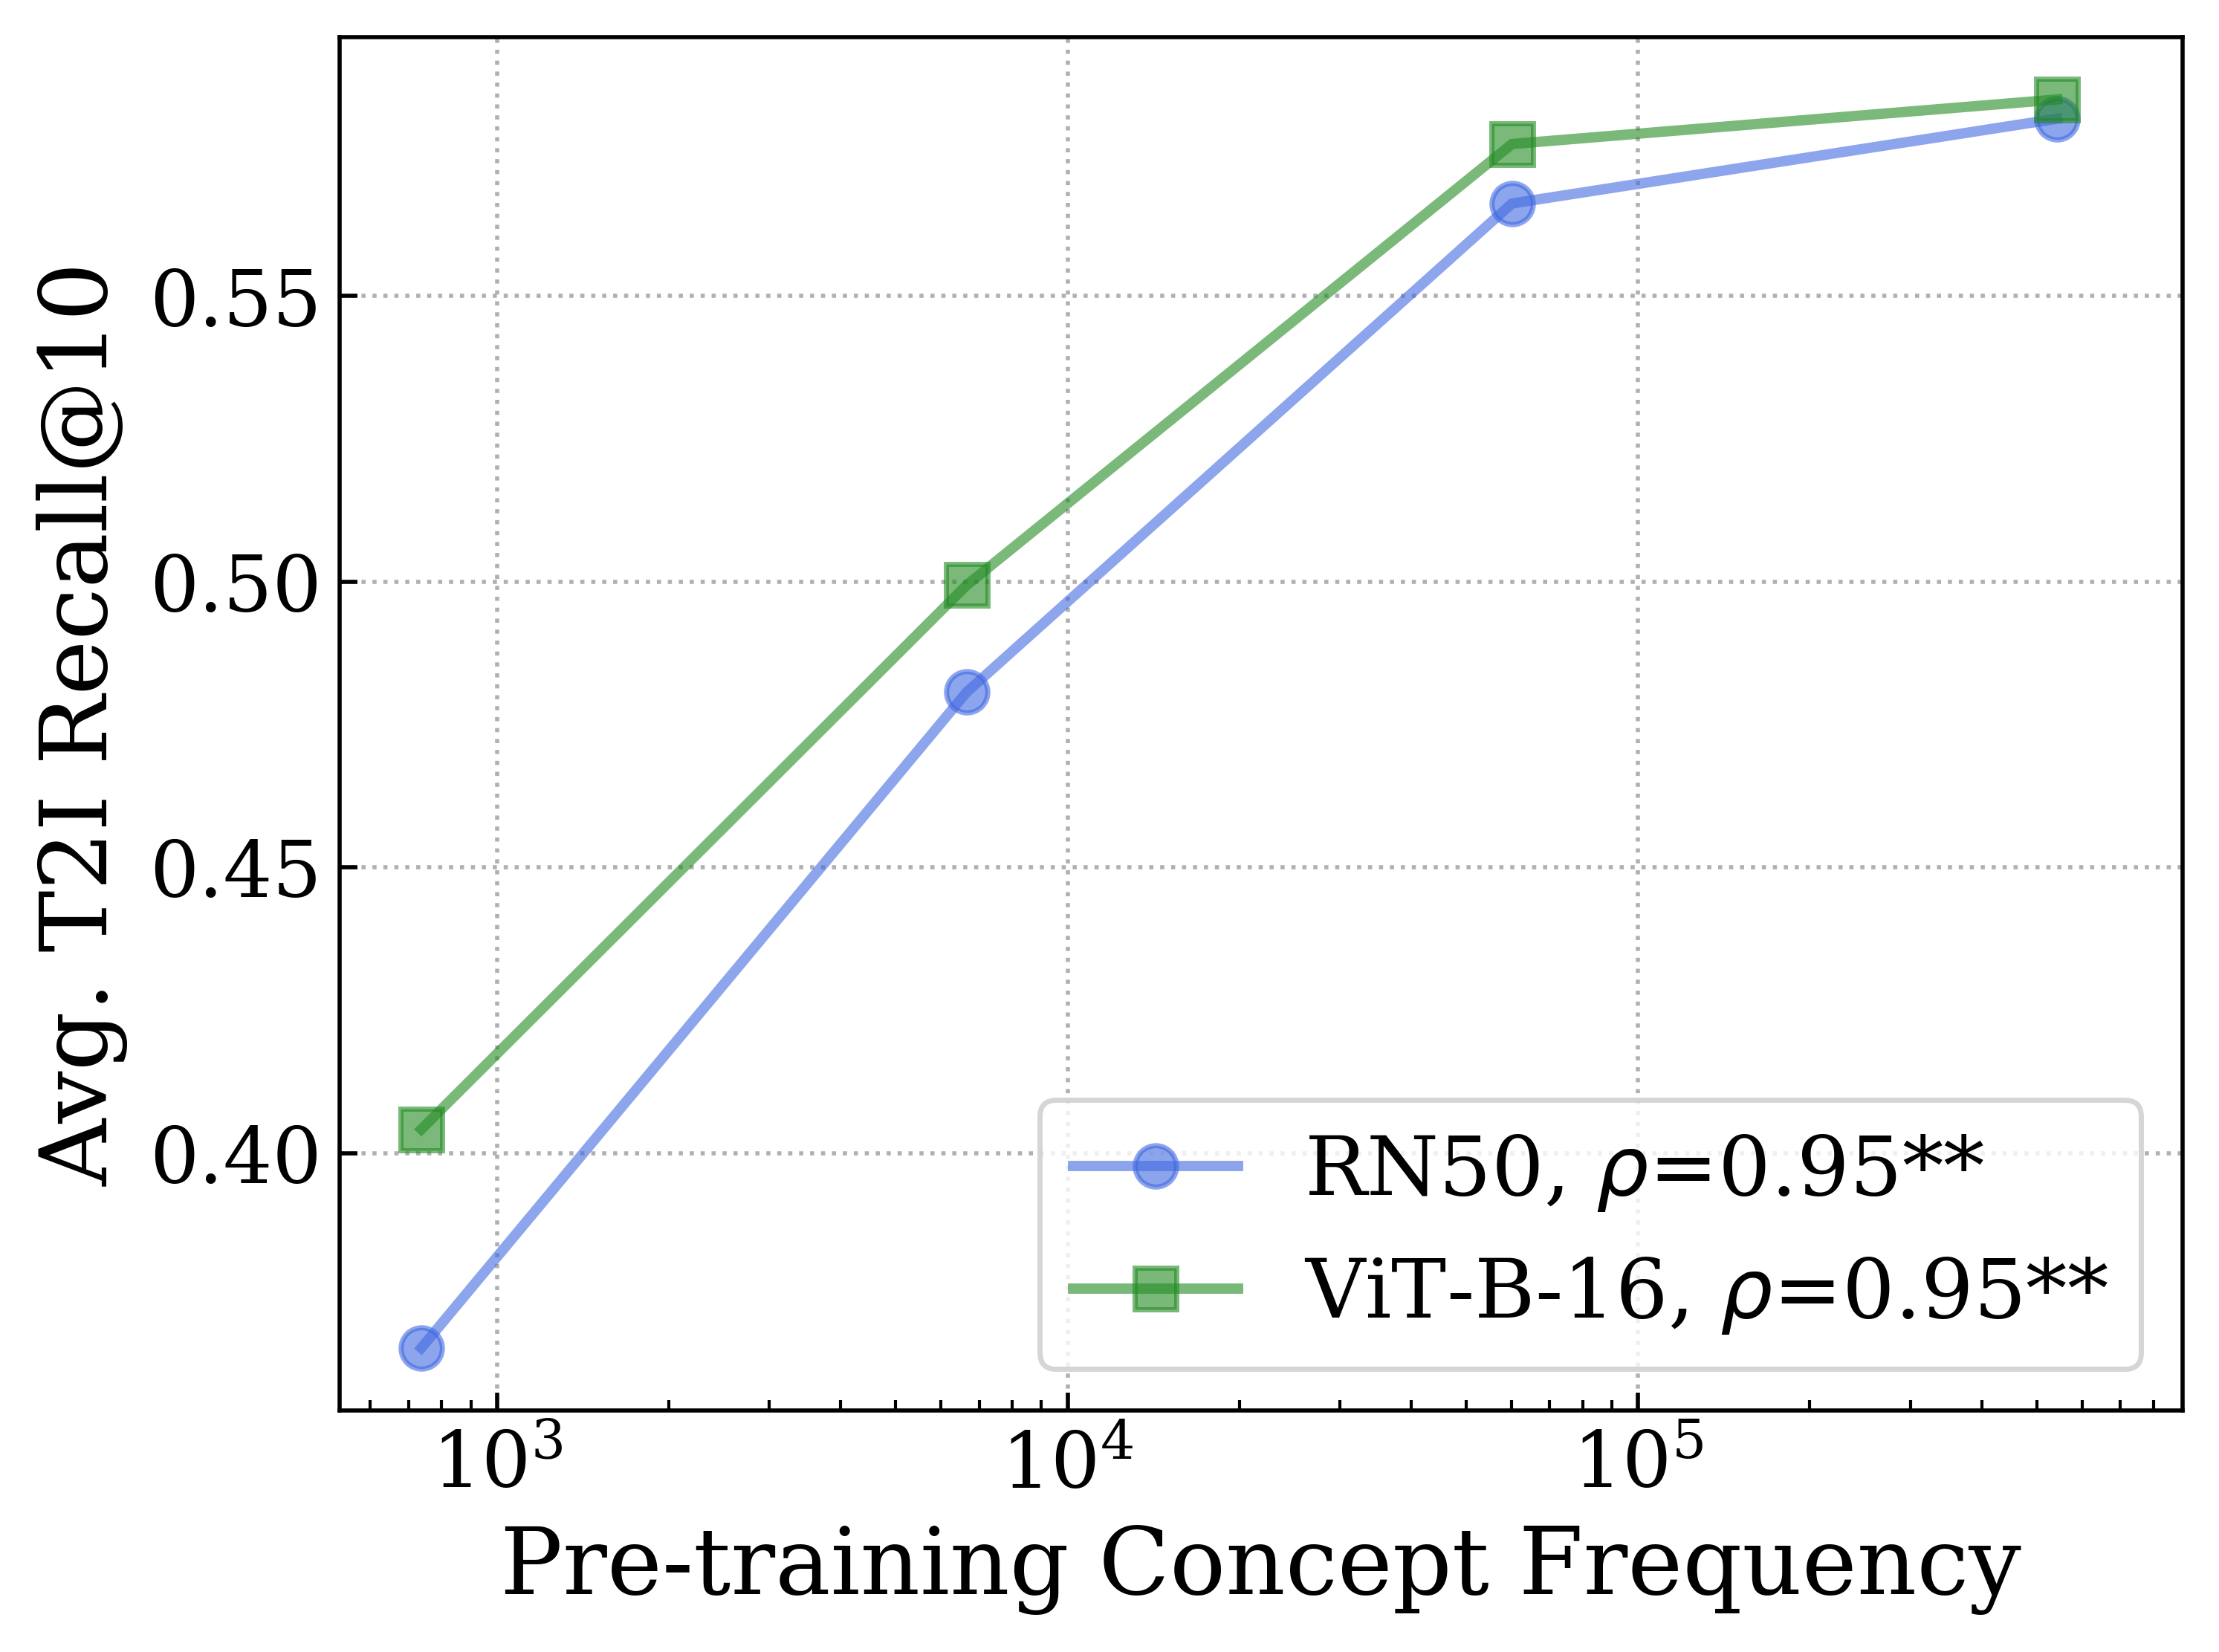 Avg. T2I Recall@10
0.55
0.50
0.45
0.40
RN50, ρ=0.95**
ViT-B-16, ρ=0.95**
10³
10⁴
10⁵
Pre-training Concept Frequency